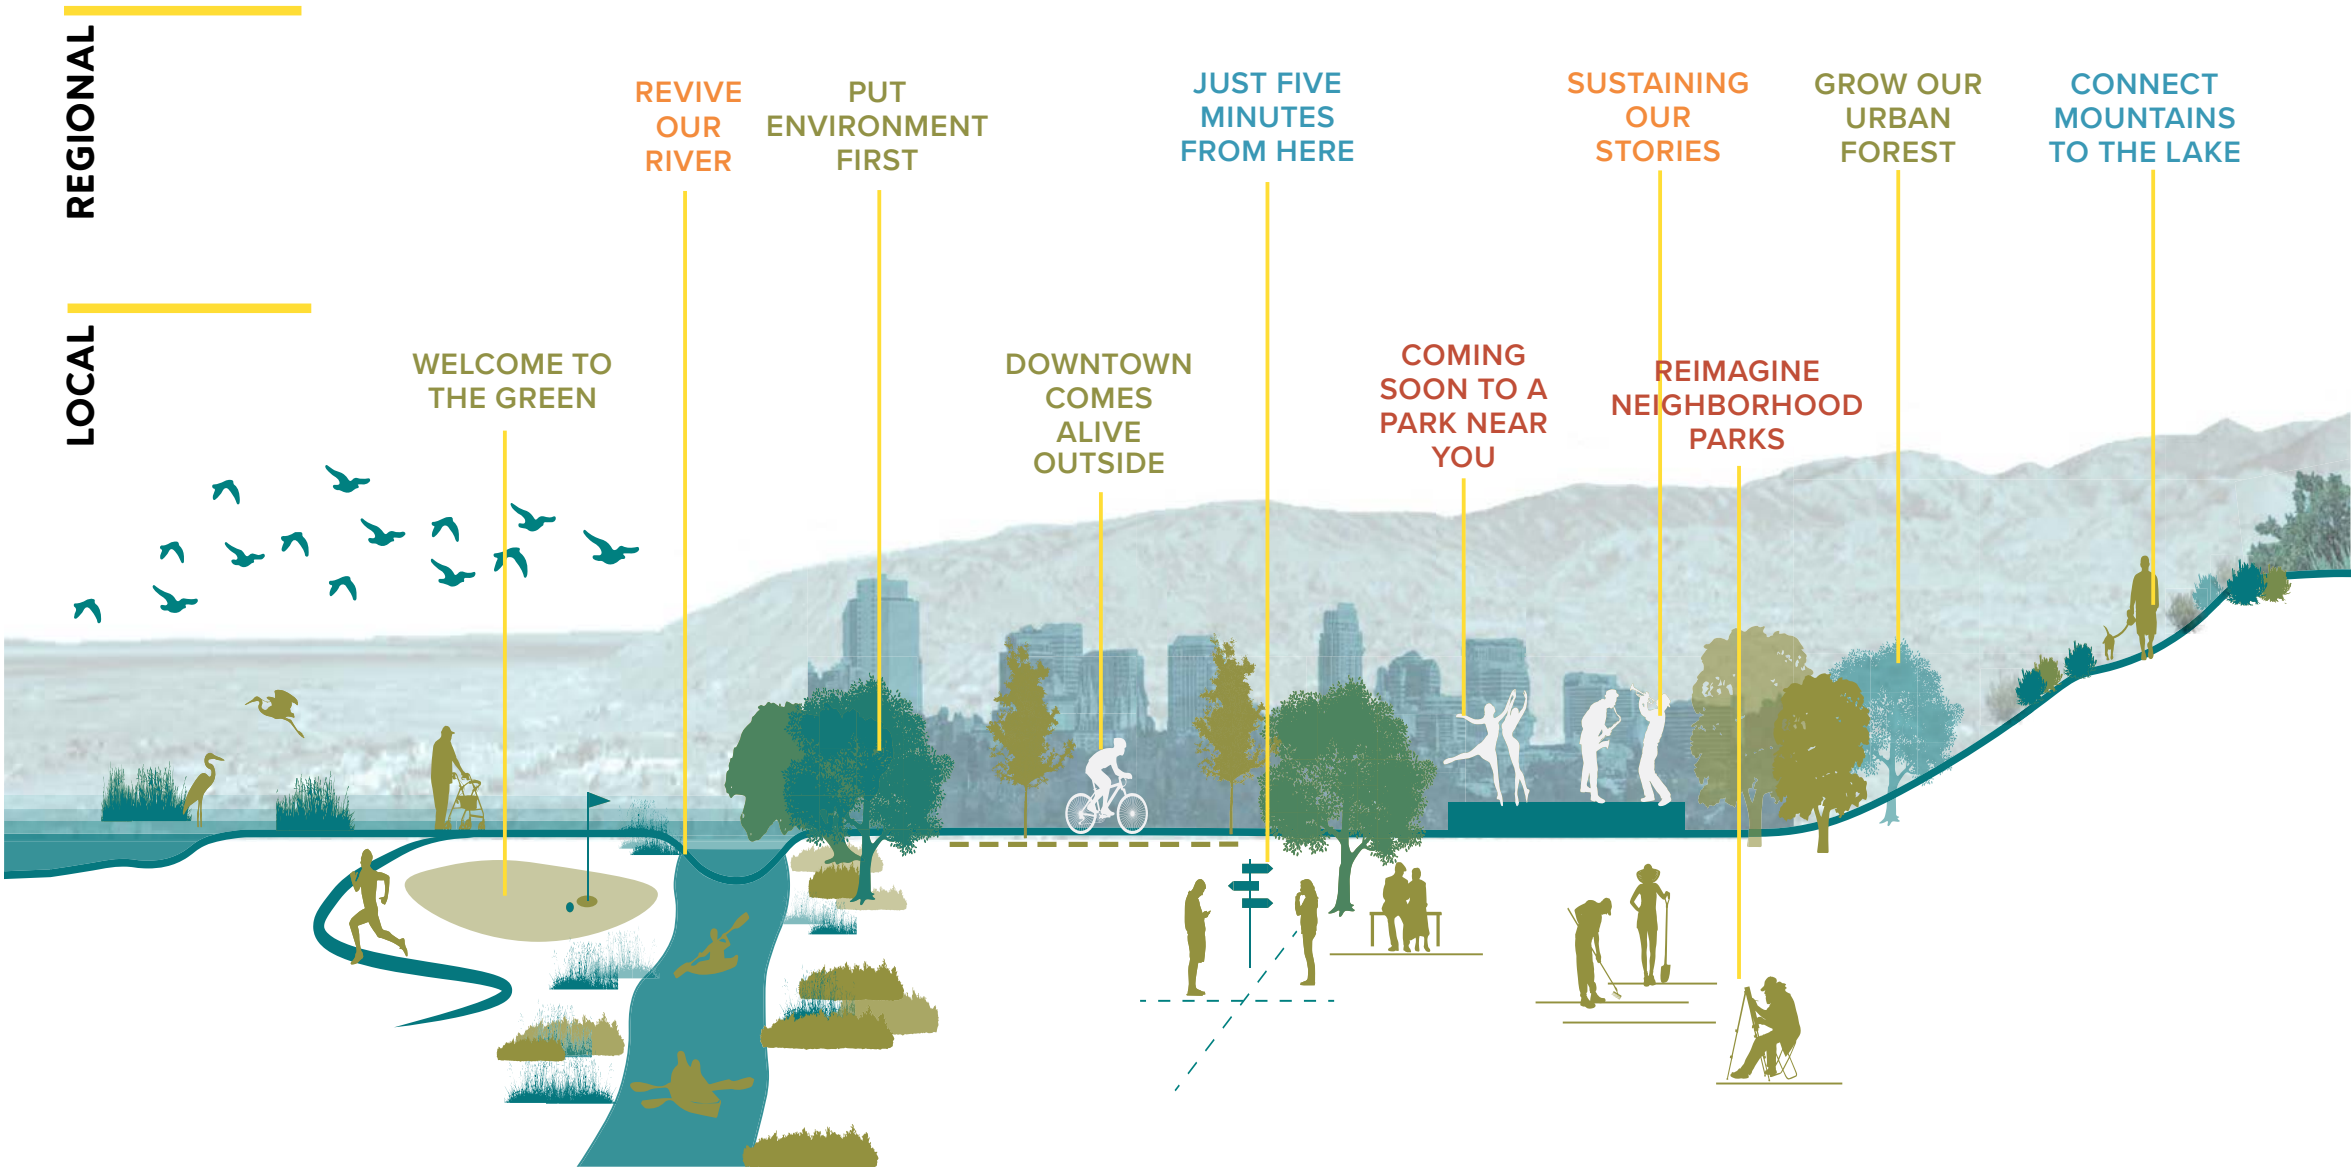 REGIONAL
REVIVE
OUR
RIVER
PUT
ENVIRONMENT
FIRST
JUST FIVE
MINUTES
FROM HERE
SUSTAINING
OUR
STORIES
GROW OUR
URBAN
FOREST
CONNECT
MOUNTAINS
TO THE LAKE
LOCAL
WELCOME TO
THE GREEN
DOWNTOWN
COMES
ALIVE
OUTSIDE
COMING
SOON TO A
PARK NEAR
YOU
REIMAGINE
NEIGHBORHOOD
PARKS